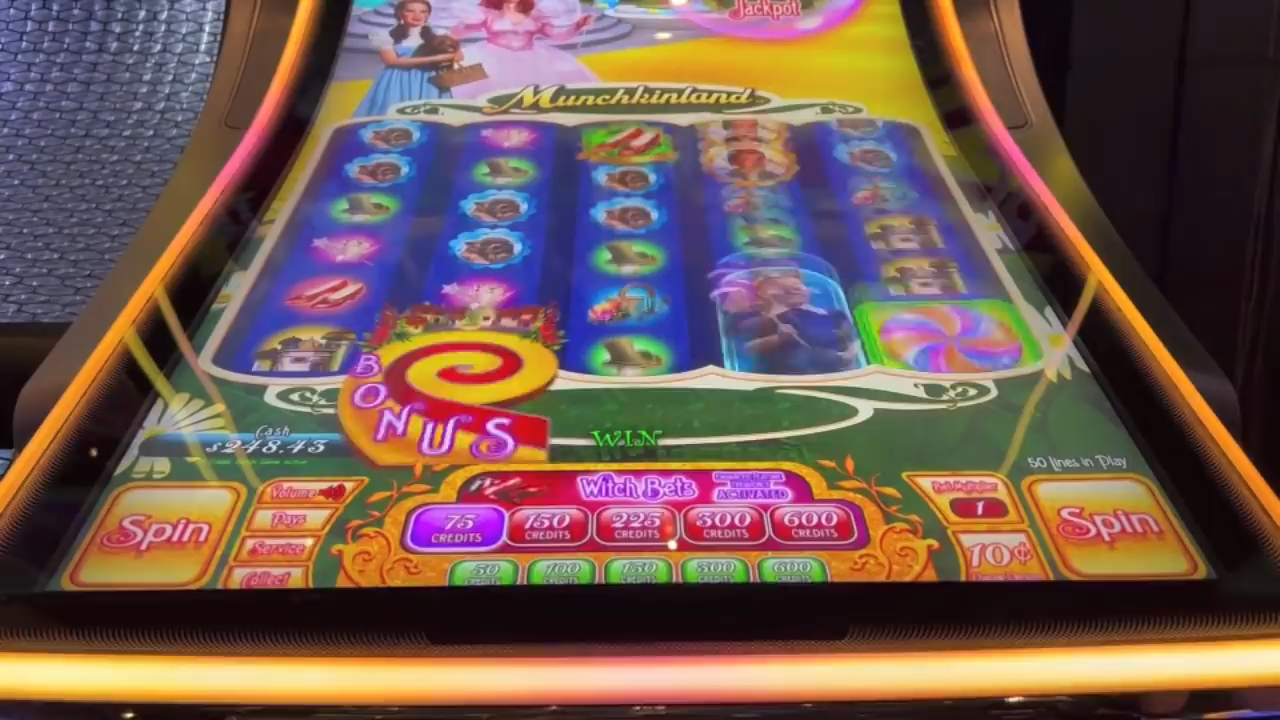 Jackpot
Munchkinland
BONUS
Cash
$248.43
WIN
50 Lines in Play
Spin
Volume
Pays
Service
Collect
Witch Bets
ACTIVATED
75 CREDITS
150 CREDITS
225 CREDITS
300 CREDITS
600 CREDITS
50
100
150
300
600
Bet Multiplier
1
10¢
Spin